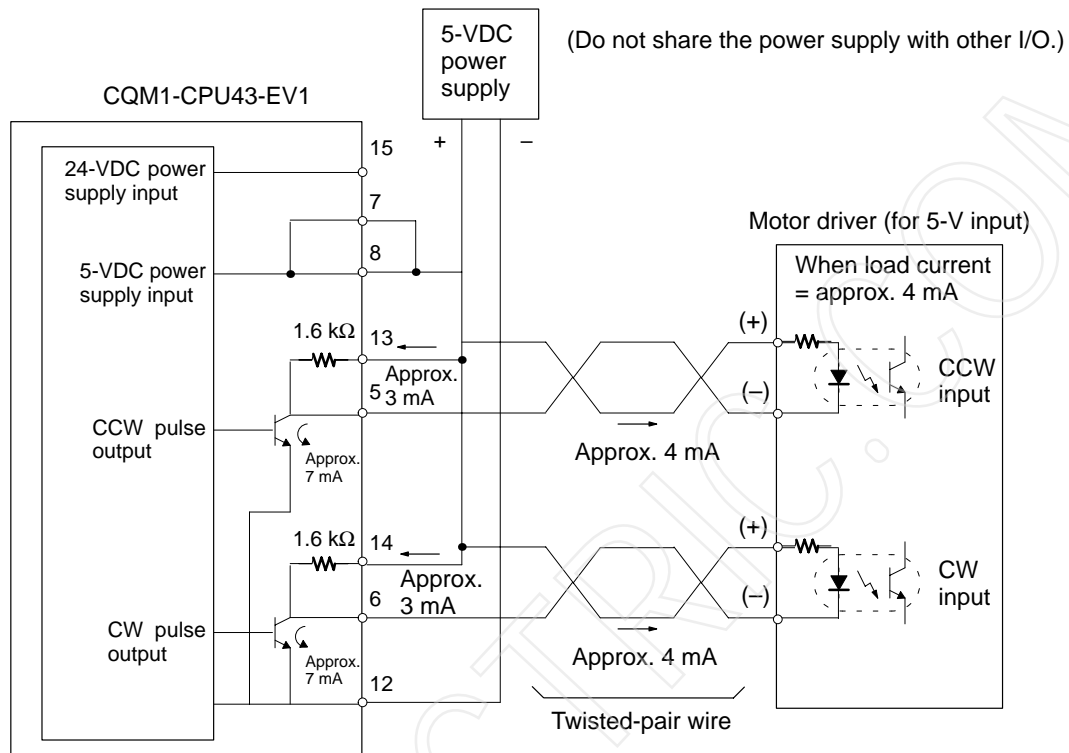 5-VDC
power
supply
(Do not share the power supply with other I/O.)
CQM1-CPU43-EV1
+
–
15
24-VDC power
supply input
7
8
5-VDC power
supply input
Motor driver (for 5-V input)
When load current
= approx. 4 mA
1.6 kΩ
13
Approx.
3 mA
5
(+)
(–)
CCW
input
CCW pulse
output
Approx.
7 mA
Approx. 4 mA
1.6 kΩ
14
Approx.
3 mA
6
(+)
(–)
CW
input
CW pulse
output
Approx.
7 mA
12
Approx. 4 mA
Twisted-pair wire
CTRIC.COM